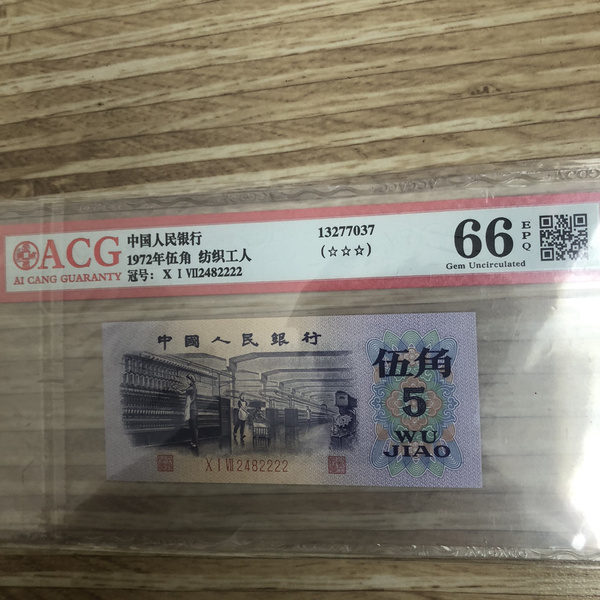 ACG
AI CANG GUARANTY
中国人民银行
1972年伍角 纺织工人
冠号: X I VII2482222
13277037
(☆☆☆)
66
EPQ
Gem Uncirculated
中國人民銀行
伍角
5
WU
JIAO
X I VII 2482222